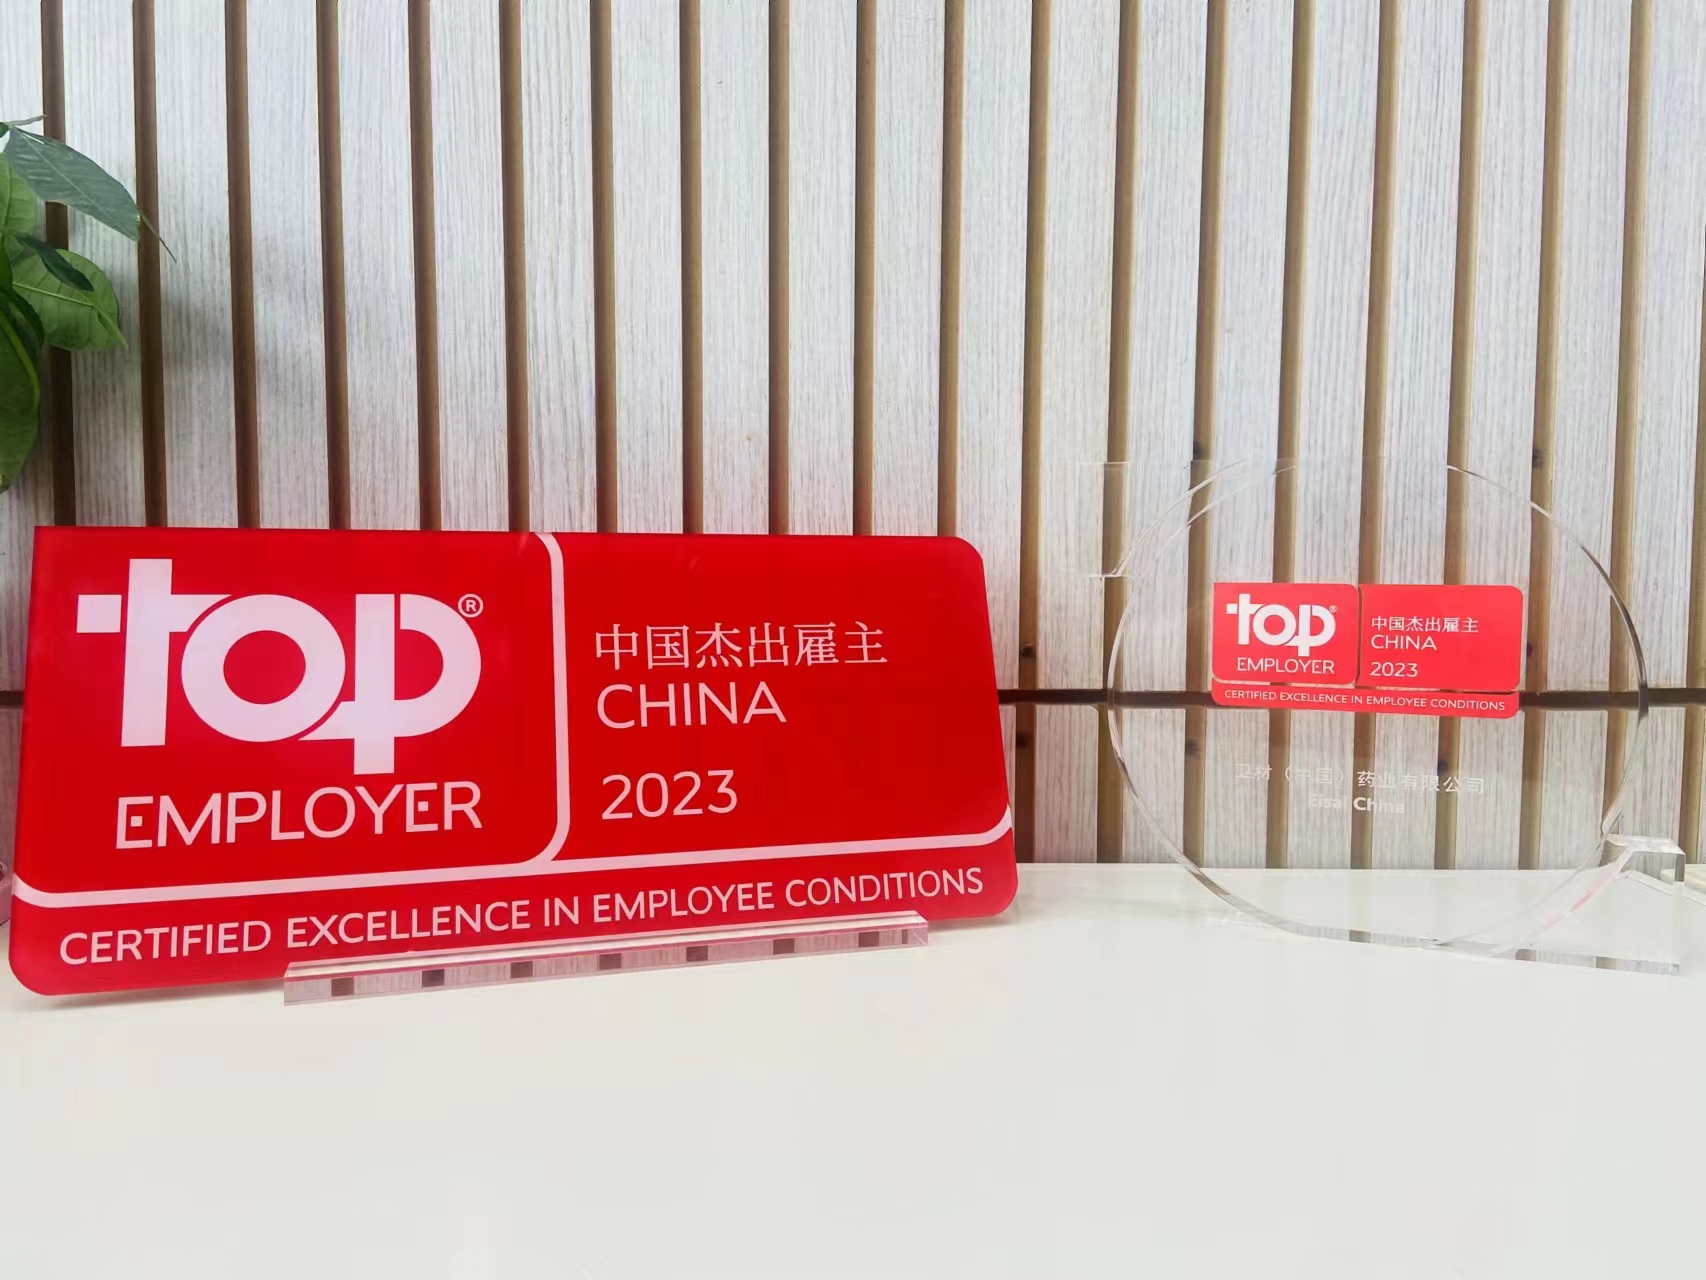 top®
EMPLOYER
中国杰出雇主
CHINA
2023
CERTIFIED EXCELLENCE IN EMPLOYEE CONDITIONS
top®
EMPLOYER
中国杰出雇主
CHINA
2023
CERTIFIED EXCELLENCE IN EMPLOYEE CONDITIONS
卫材（中国）药业有限公司
Eisai China